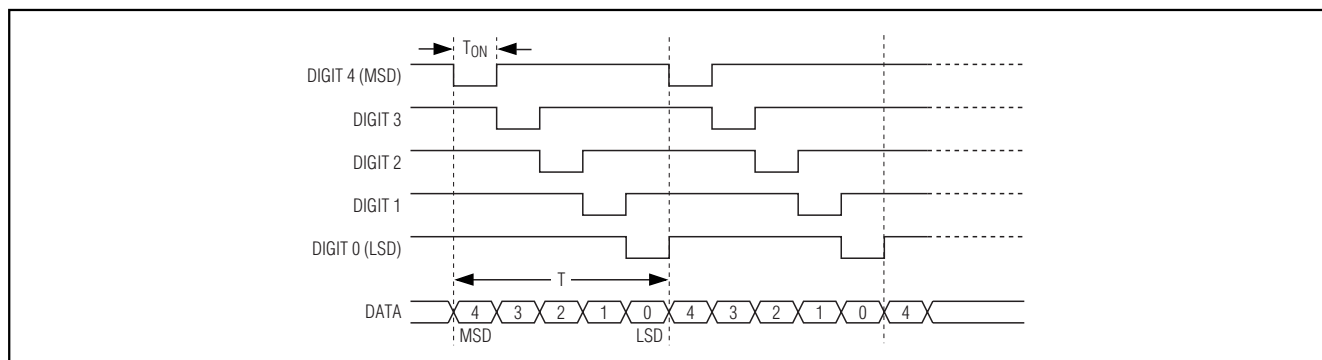 T_ON
DIGIT 4 (MSD)
DIGIT 3
DIGIT 2
DIGIT 1
DIGIT 0 (LSD)
T
DATA 4 3 2 1 0 4 3 2 1 0 4
MSD LSD